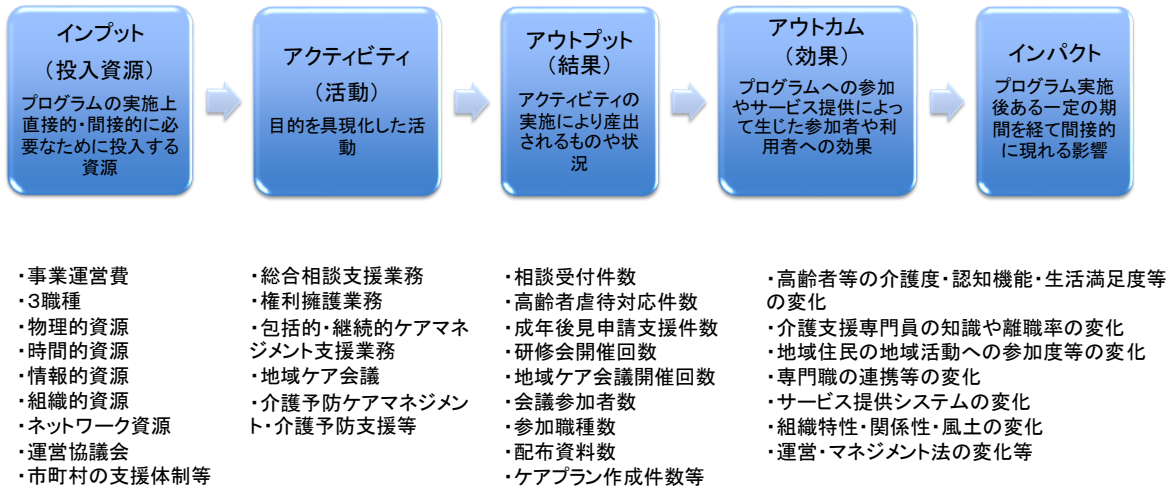 インプット
（投入資源）
プログラムの実施上
直接的・間接的に必
要なために投入する
資源
アクティビティ
（活動）
目的を具現化した活
動
アウトプット
（結果）
アクティビティの
実施により産出
されるものや状
況
アウトカム
（効果）
プログラムへの参加
やサービス提供によっ
て生じた参加者や利
用者への効果
インパクト
プログラム実施
後ある一定の期
間を経て間接的
に現れる影響
・事業運営費
・3職種
・物理的資源
・時間的資源
・情報的資源
・組織的資源
・ネットワーク資源
・運営協議会
・市町村の支援体制等
・総合相談支援業務
・権利擁護業務
・包括的・継続的ケアマネ
ジメント支援業務
・地域ケア会議
・介護予防ケアマネジメン
ト・介護予防支援等
・相談受付件数
・高齢者虐待対応件数
・成年後見申請支援件数
・研修会開催回数
・地域ケア会議開催回数
・会議参加者数
・参加職種数
・配布資料数
・ケアプラン作成件数等
・高齢者等の介護度・認知機能・生活満足度等
の変化
・介護支援専門員の知識や離職率の変化
・地域住民の地域活動への参加度等の変化
・専門職の連携等の変化
・サービス提供システムの変化
・組織特性・関係性・風土の変化
・運営・マネジメント法の変化等